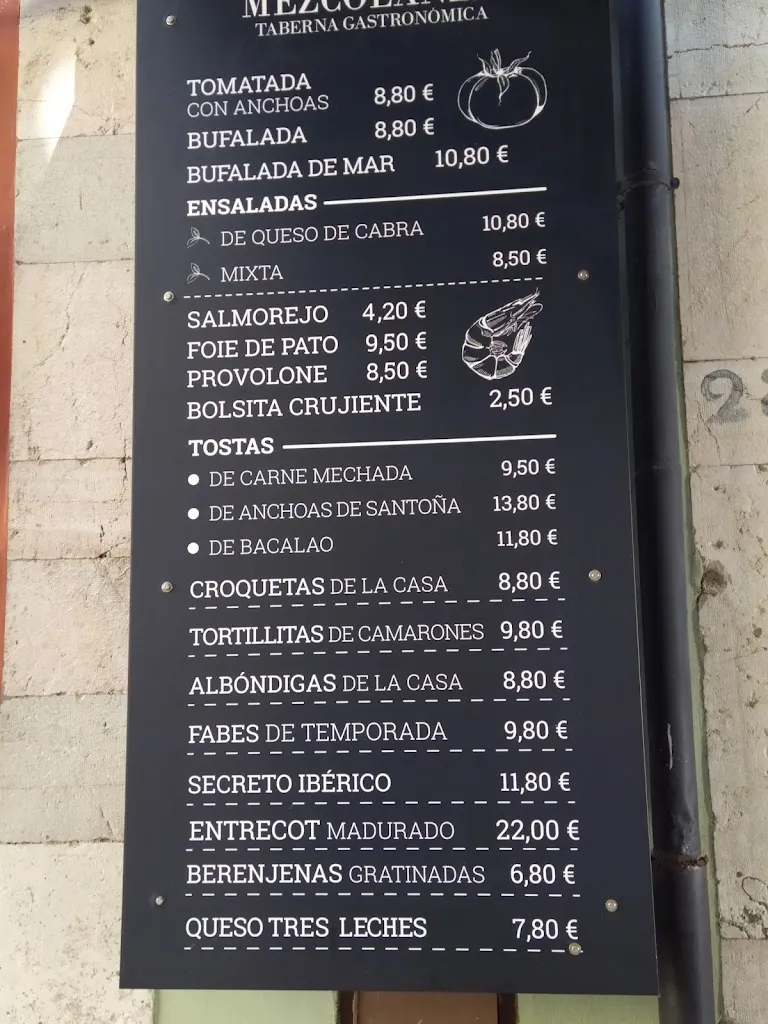 TABERNA GASTRONÓMICA
TOMATADA
CON ANCHOAS 8,80 €
BUFALADA 8,80 €
BUFALADA DE MAR 10,80 €
ENSALADAS
DE QUESO DE CABRA 10,80 €
MIXTA 8,50 €
SALMOREJO 4,20 €
FOIE DE PATO 9,50 €
PROVOLONE 8,50 €
BOLSITA CRUJIENTE 2,50 €
TOSTAS
DE CARNE MECHADA 9,50 €
DE ANCHOAS DE SANTOÑA 13,80 €
DE BACALAO 11,80 €
CROQUETAS DE LA CASA 8,80 €
TORTILLITAS DE CAMARONES 9,80 €
ALBÓNDIGAS DE LA CASA 8,80 €
FABES DE TEMPORADA 9,80 €
SECRETO IBÉRICO 11,80 €
ENTRECOT MADURADO 22,00 €
BERENJENAS GRATINADAS 6,80 €
QUESO TRES LECHES 7,80 €